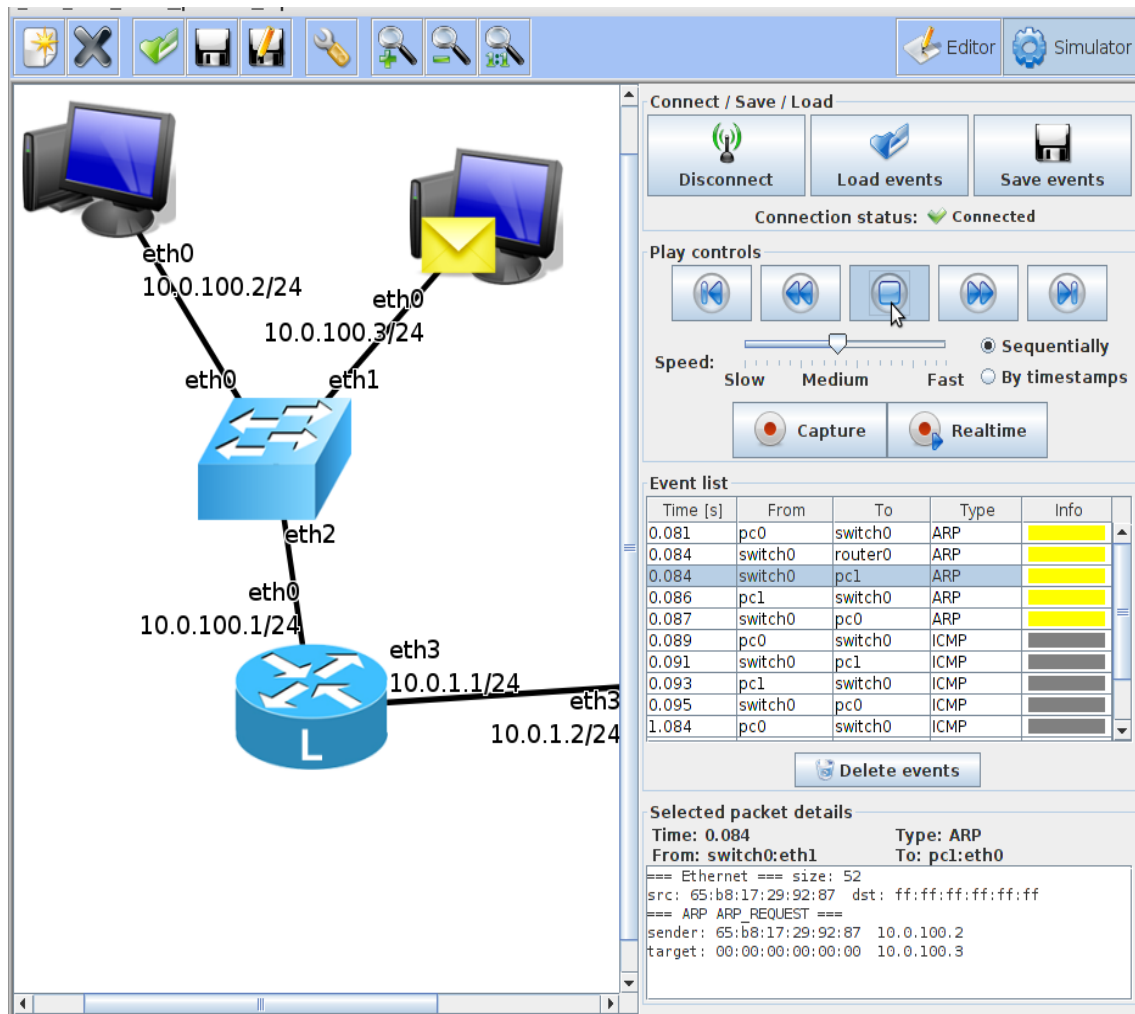 Editor
Simulator
1:1
eth0
10.0.100.2/24
eth0
10.0.100.3/24
eth0
eth1
eth2
eth0
10.0.100.1/24
eth3
10.0.1.1/24
eth3
10.0.1.2/24
L
Connect / Save / Load
Disconnect
Load events
Save events
Connection status: Connected
Play controls
Speed:
Slow Medium Fast
Sequentially
By timestamps
Capture
Realtime
Event list
Time [s] From To Type Info
0.081 pc0 switch0 ARP
0.084 switch0 router0 ARP
0.084 switch0 pc1 ARP
0.086 pc1 switch0 ARP
0.087 switch0 pc0 ARP
0.089 pc0 switch0 ICMP
0.091 switch0 pc1 ICMP
0.093 pc1 switch0 ICMP
0.095 switch0 pc0 ICMP
1.084 pc0 switch0 ICMP
Delete events
Selected packet details
Time: 0.084 Type: ARP
From: switch0:eth1 To: pc1:eth0
=== Ethernet === size: 52
src: 65:b8:17:29:92:87 dst: ff:ff:ff:ff:ff:ff
=== ARP ARP_REQUEST ===
sender: 65:b8:17:29:92:87 10.0.100.2
target: 00:00:00:00:00:00 10.0.100.3